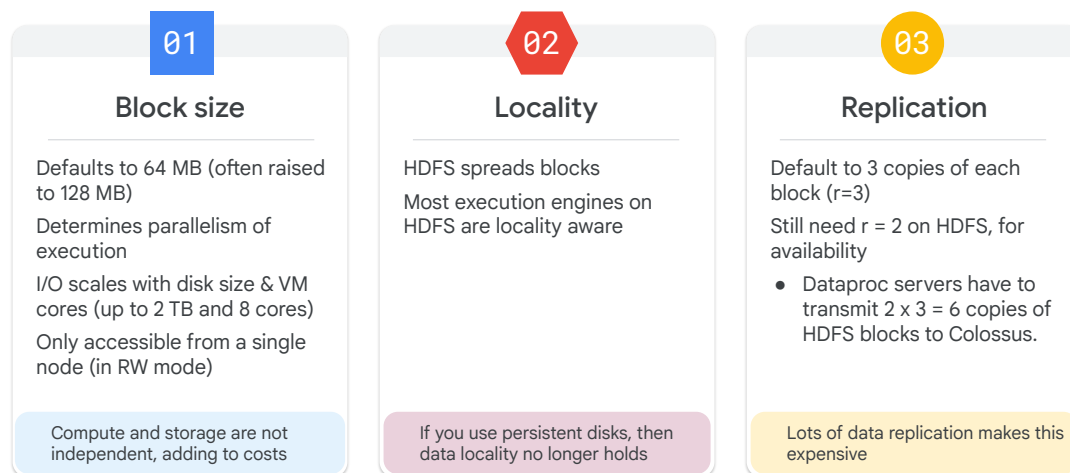 01
Block size
Defaults to 64 MB (often raised
to 128 MB)
Determines parallelism of
execution
I/O scales with disk size & VM
cores (up to 2 TB and 8 cores)
Only accessible from a single
node (in RW mode)
Compute and storage are not
independent, adding to costs
02
Locality
HDFS spreads blocks
Most execution engines on
HDFS are locality aware
If you use persistent disks, then
data locality no longer holds
03
Replication
Default to 3 copies of each
block (r=3)
Still need r = 2 on HDFS, for
availability
● Dataproc servers have to
transmit 2 x 3 = 6 copies of
HDFS blocks to Colossus.
Lots of data replication makes this
expensive